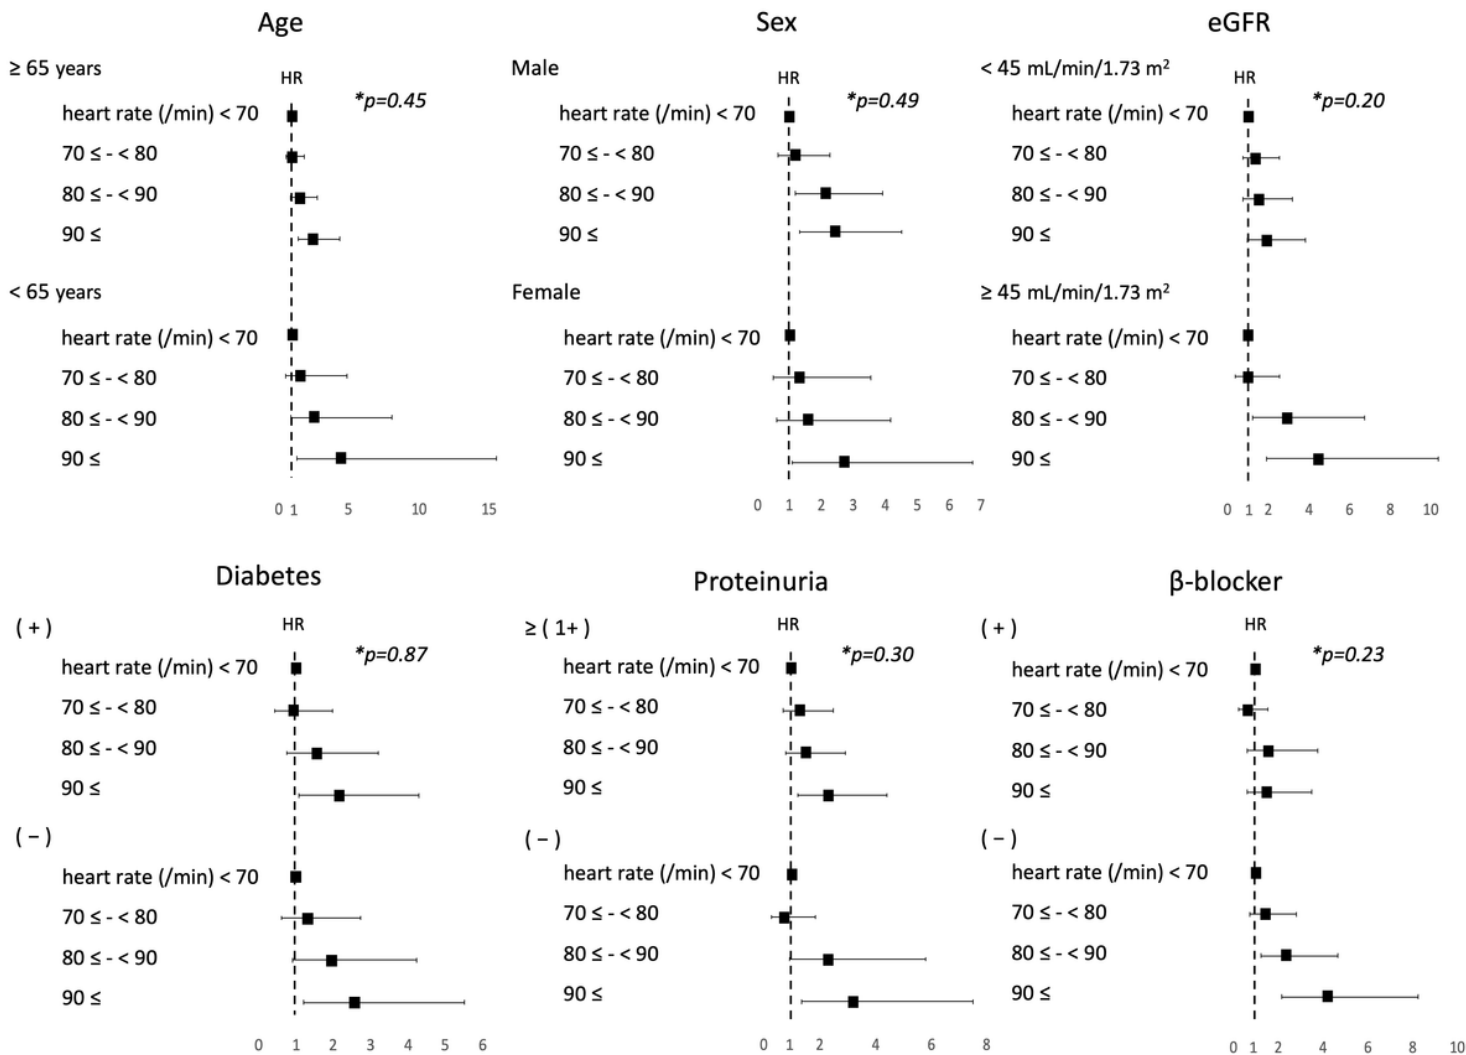 Age
≥ 65 years
HR
*p=0.45
heart rate (/min) < 70
70 ≤ - < 80
80 ≤ - < 90
90 ≤
< 65 years
heart rate (/min) < 70
70 ≤ - < 80
80 ≤ - < 90
90 ≤
0 1 5 10 15
Sex
Male
HR
*p=0.49
heart rate (/min) < 70
70 ≤ - < 80
80 ≤ - < 90
90 ≤
Female
heart rate (/min) < 70
70 ≤ - < 80
80 ≤ - < 90
90 ≤
0 1 2 3 4 5 6 7
eGFR
< 45 mL/min/1.73 m²
HR
*p=0.20
heart rate (/min) < 70
70 ≤ - < 80
80 ≤ - < 90
90 ≤
≥ 45 mL/min/1.73 m²
heart rate (/min) < 70
70 ≤ - < 80
80 ≤ - < 90
90 ≤
0 1 2 4 6 8 10
Diabetes
( + )
HR
*p=0.87
heart rate (/min) < 70
70 ≤ - < 80
80 ≤ - < 90
90 ≤
( − )
heart rate (/min) < 70
70 ≤ - < 80
80 ≤ - < 90
90 ≤
0 1 2 3 4 5 6
Proteinuria
≥ ( 1+ )
HR
*p=0.30
heart rate (/min) < 70
70 ≤ - < 80
80 ≤ - < 90
90 ≤
( − )
heart rate (/min) < 70
70 ≤ - < 80
80 ≤ - < 90
90 ≤
0 1 2 4 6 8
β-blocker
( + )
HR
*p=0.23
heart rate (/min) < 70
70 ≤ - < 80
80 ≤ - < 90
90 ≤
( − )
heart rate (/min) < 70
70 ≤ - < 80
80 ≤ - < 90
90 ≤
0 1 2 4 6 8 10